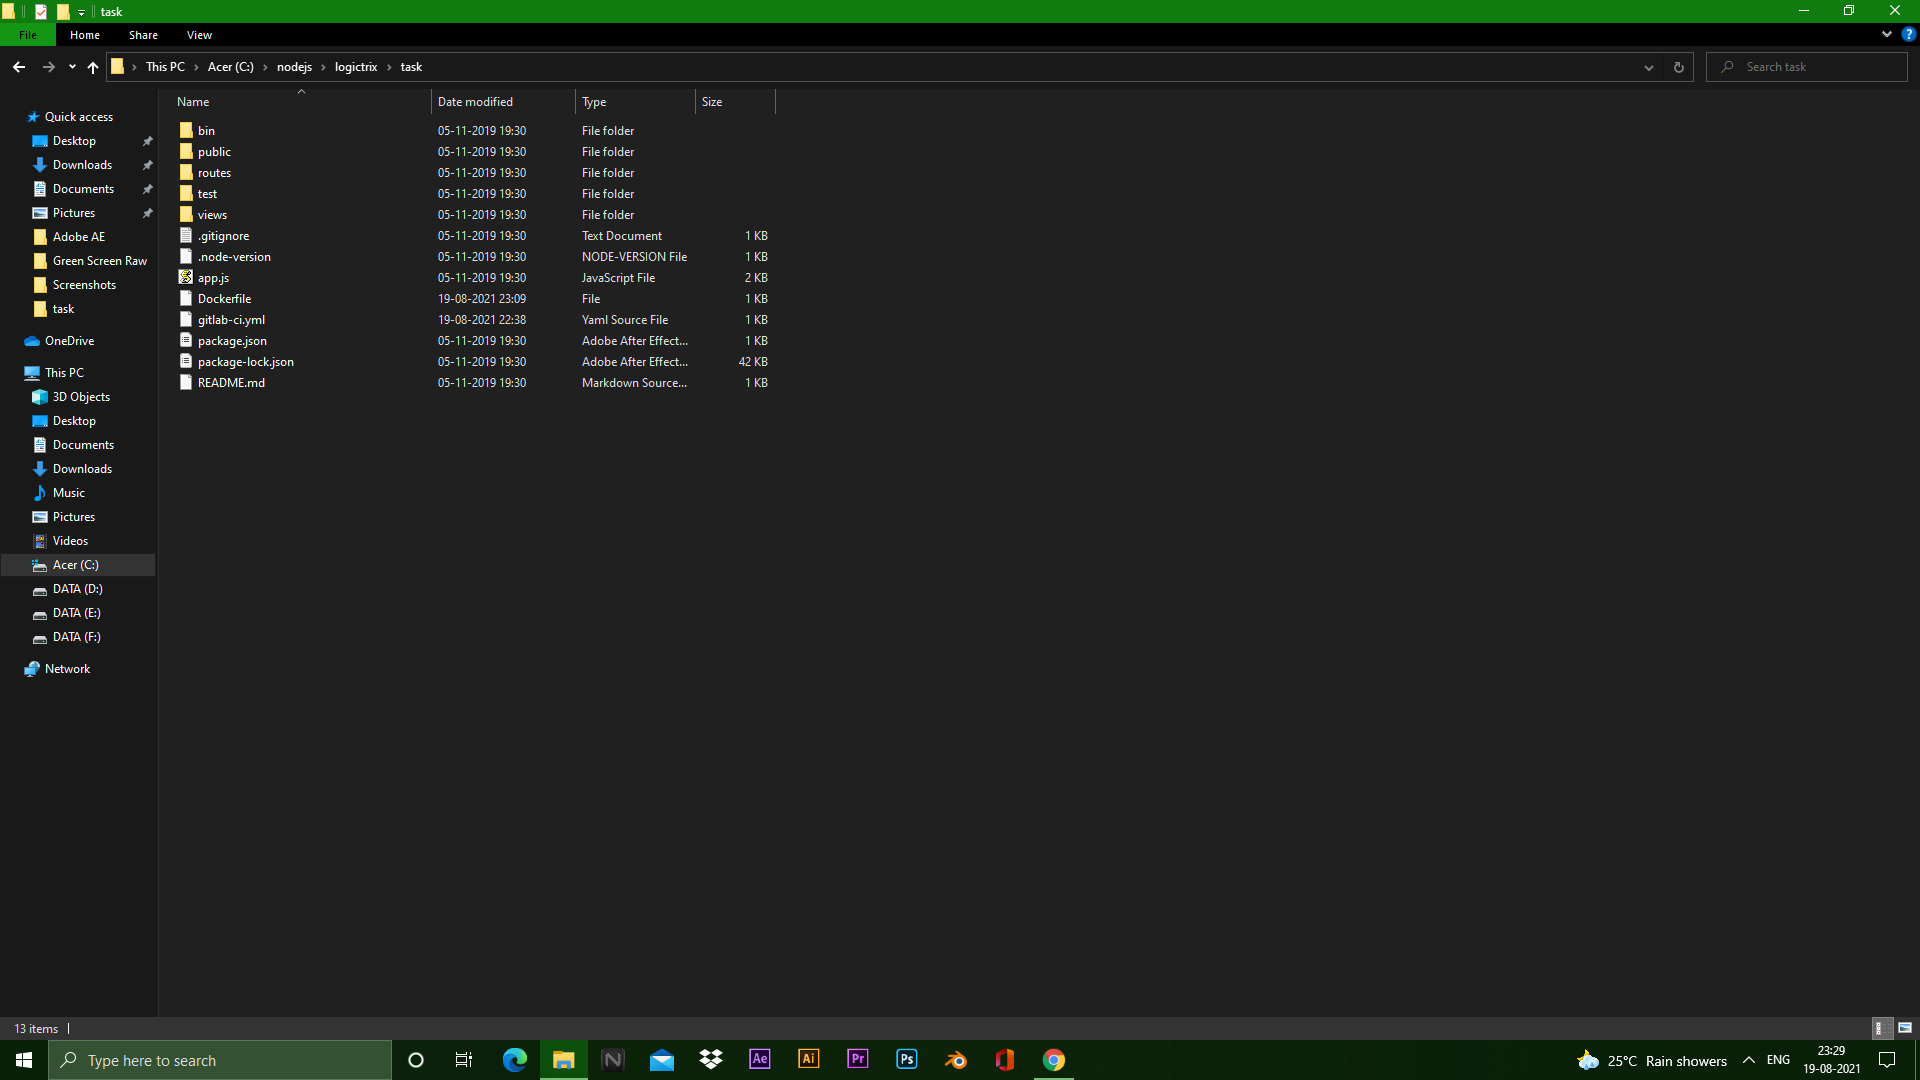 task
File Home Share View
This PC Acer (C:) nodejs logictrix task
Search task
Name Date modified Type Size
Quick access
Desktop
Downloads
Documents
Pictures
Adobe AE
Green Screen Raw
Screenshots
task
OneDrive
This PC
3D Objects
Desktop
Documents
Downloads
Music
Pictures
Videos
Acer (C:)
DATA (D:)
DATA (E:)
DATA (F:)
Network
bin 05-11-2019 19:30 File folder
public 05-11-2019 19:30 File folder
routes 05-11-2019 19:30 File folder
test 05-11-2019 19:30 File folder
views 05-11-2019 19:30 File folder
.gitignore 05-11-2019 19:30 Text Document 1 KB
.node-version 05-11-2019 19:30 NODE-VERSION File 1 KB
app.js 05-11-2019 19:30 JavaScript File 2 KB
Dockerfile 19-08-2021 23:09 File 1 KB
gitlab-ci.yml 19-08-2021 22:38 Yaml Source File 1 KB
package.json 05-11-2019 19:30 Adobe After Effect... 1 KB
package-lock.json 05-11-2019 19:30 Adobe After Effect... 42 KB
README.md 05-11-2019 19:30 Markdown Source... 1 KB
13 items
Type here to search
Ae Ai Pr Ps
25°C Rain showers
ENG
23:29
19-08-2021